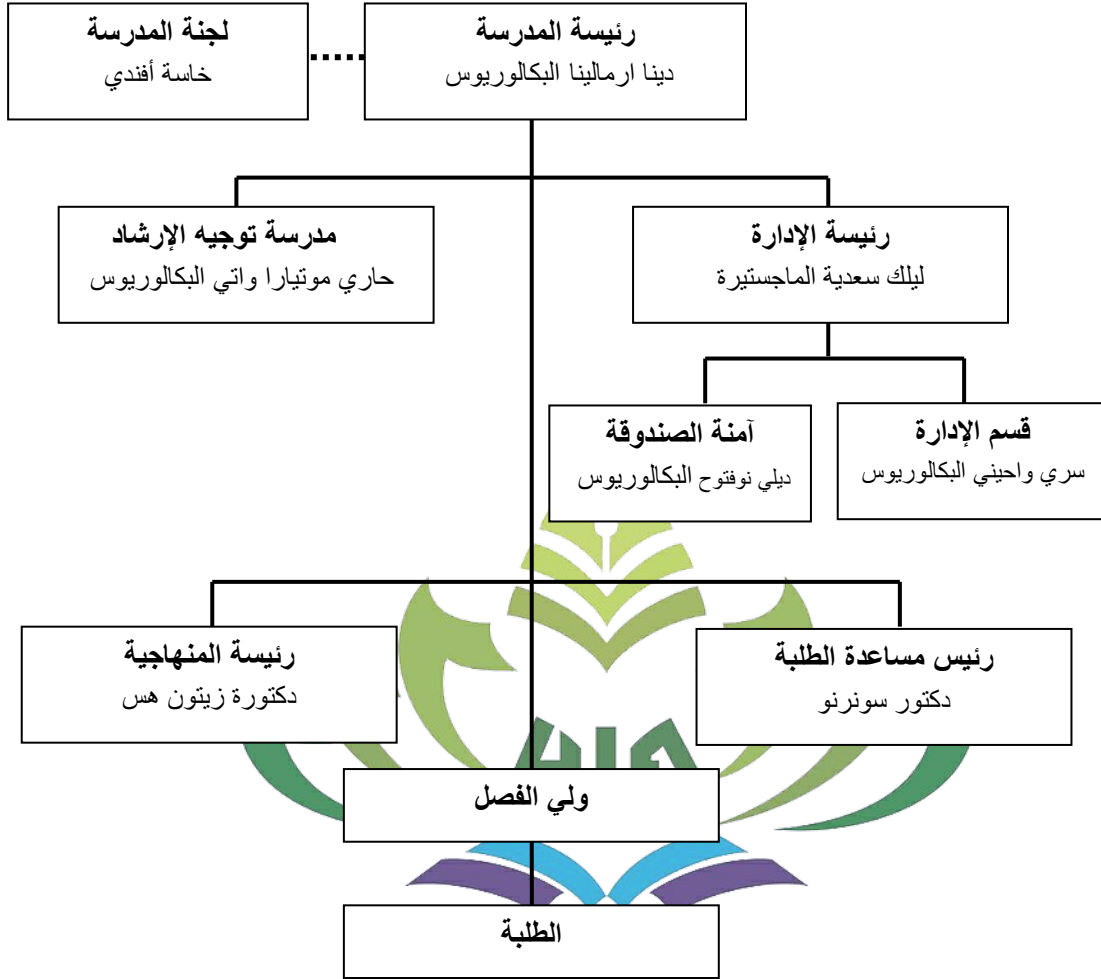 رئيسة المدرسة
دينا ارمالينا البكالوريوس
لجنة المدرسة
خاسة أفندي
رئيسة الإدارة
ليلك سعدية الماجستيرة
مدرسة توجيه الإرشاد
حاري موتيارا واتي البكالوريوس
قسم الإدارة
سري واحيني البكالوريوس
آمنة الصندوقة
ديلي نوفتوح البكالوريوس
رئيس مساعدة الطلبة
دكتور سونرنو
رئيسة المنهاجية
دكتورة زيتون هس
ولي الفصل
الطلبة